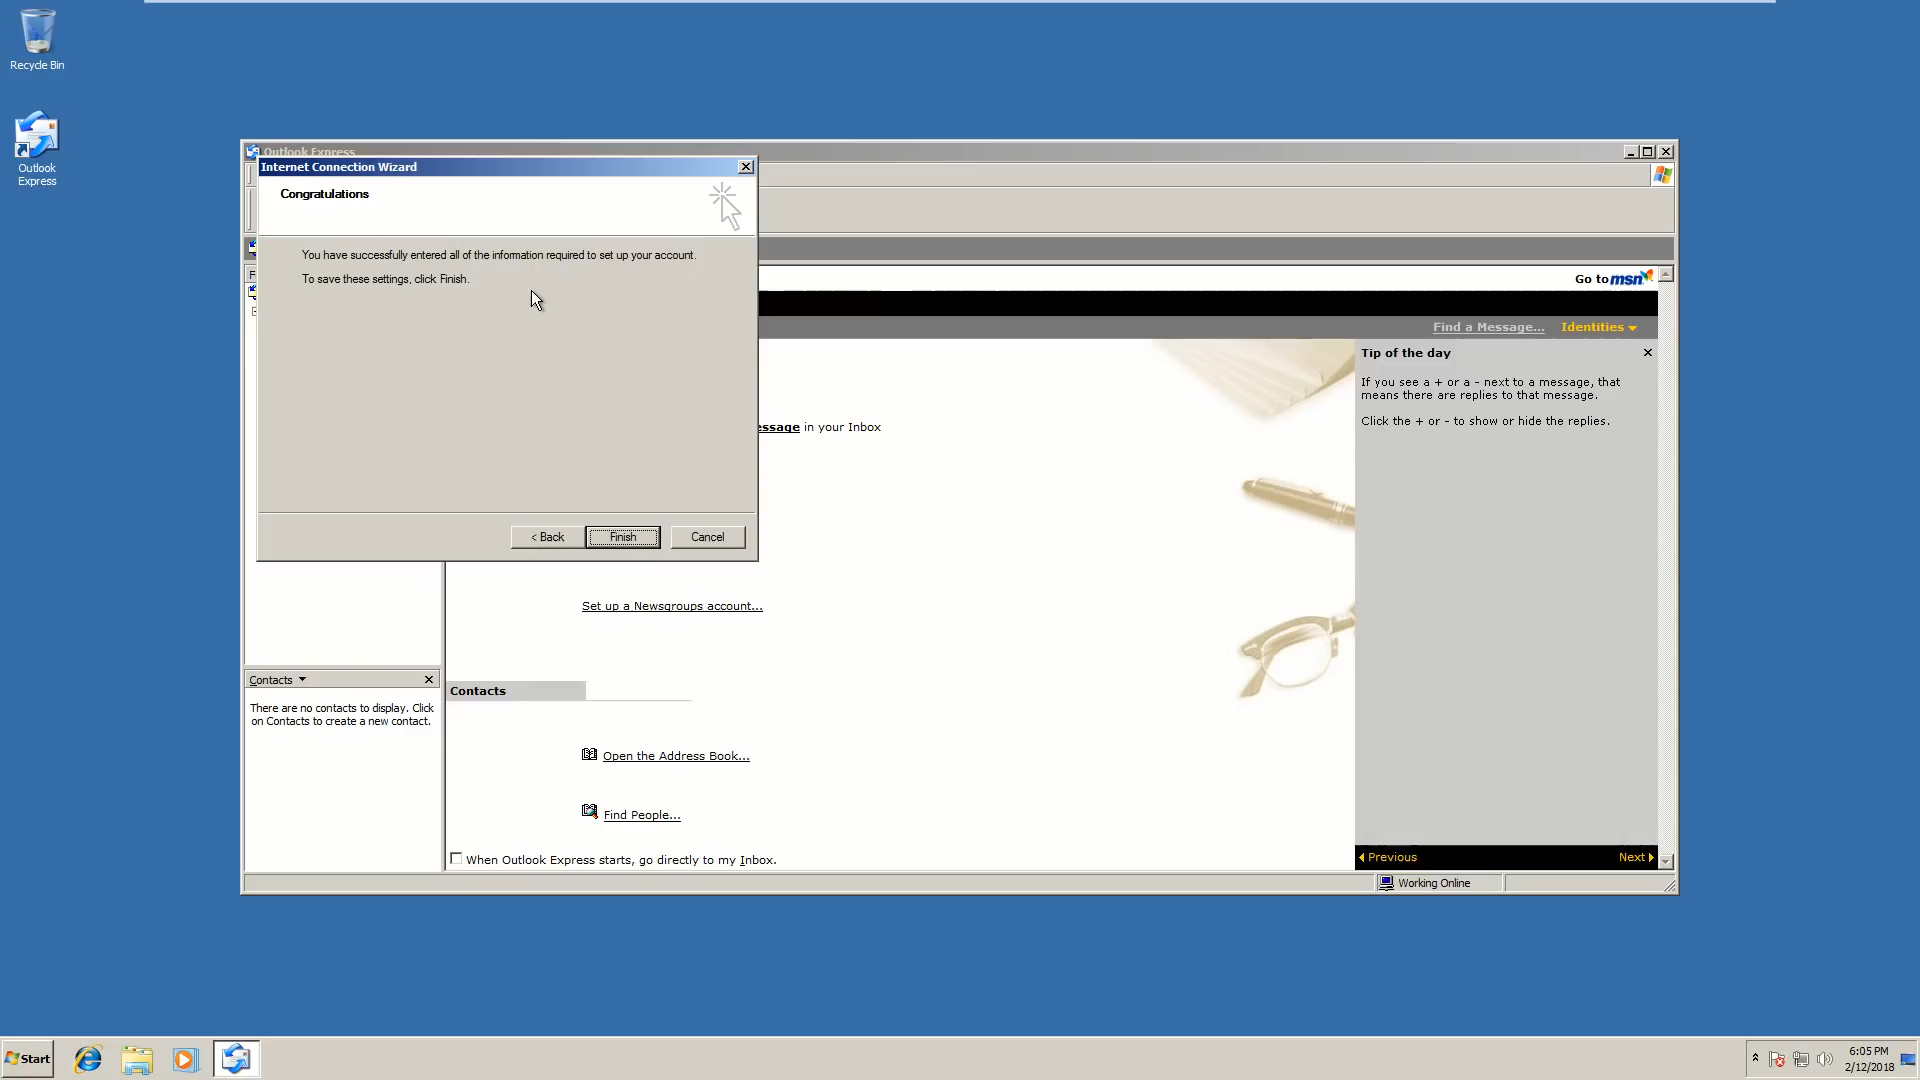 Recycle Bin
Outlook
Express
Outlook Express
Internet Connection Wizard
Congratulations
You have successfully entered all of the information required to set up your account.
To save these settings, click Finish.
< Back
Finish
Cancel
F
Go to msn
Find a Message...
Identities
essage in your Inbox
Set up a Newsgroups account...
Contacts
Open the Address Book...
Find People...
When Outlook Express starts, go directly to my Inbox.
Tip of the day
If you see a + or a - next to a message, that
means there are replies to that message.
Click the + or - to show or hide the replies.
Previous
Next
Contacts
There are no contacts to display. Click
on Contacts to create a new contact.
Working Online
Start
6:05 PM
2/12/2018